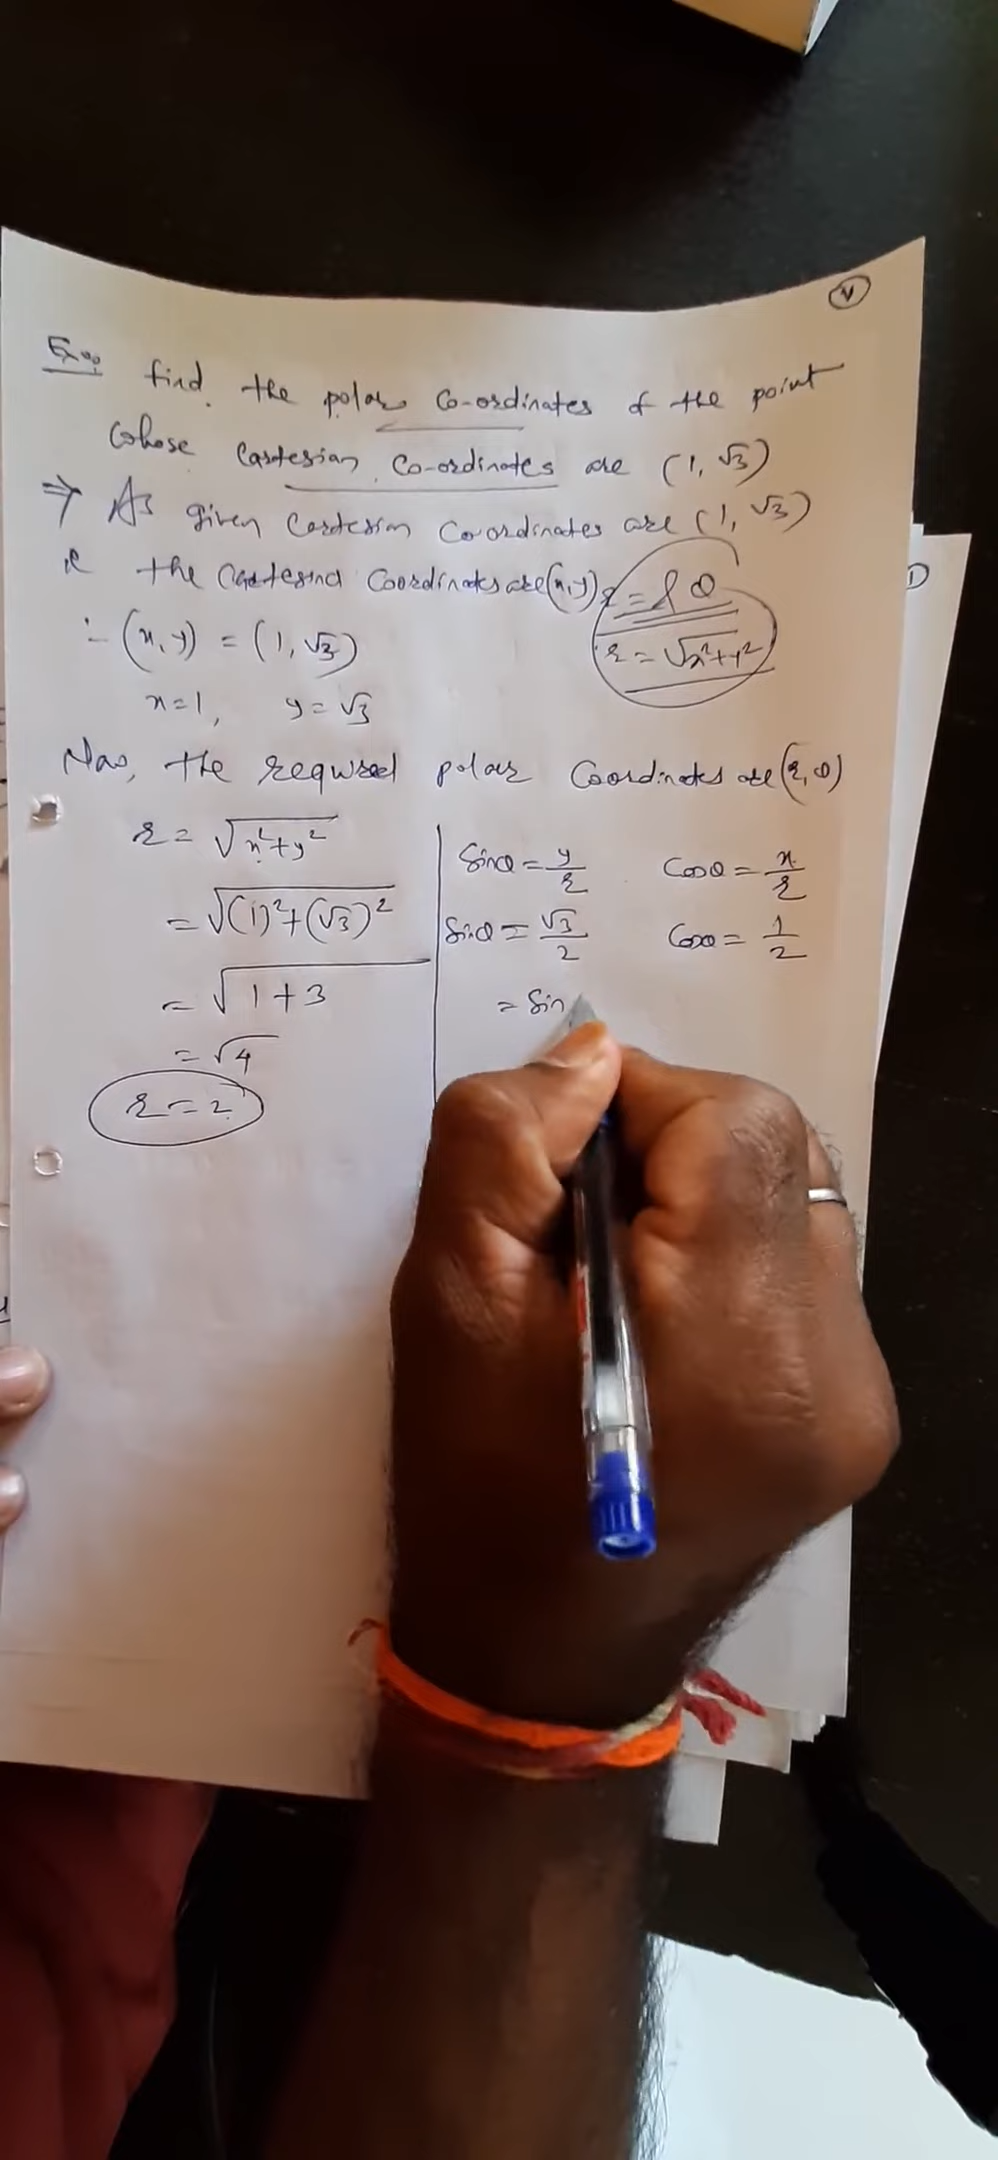 Ex:
find the polar Co-ordinates of the point
whose Cartesian Co-ordinates are (1, √3)
⇒ As given Cartesian Coordinates are (1, √3)
ie the Cartesina Coordinates are (x, y)
r = √x²+y²
∴ (x, y) = (1, √3)
x=1, y=√3
Now, the required polar Coordinates are (r, θ)
r = √x²+y²
= √(1)²+(√3)²
= √1+3
= √4
r = 2
Sinθ = y/r Cosθ = x/r
Sinθ = √3/2 Cosθ = 1/2
= Sin